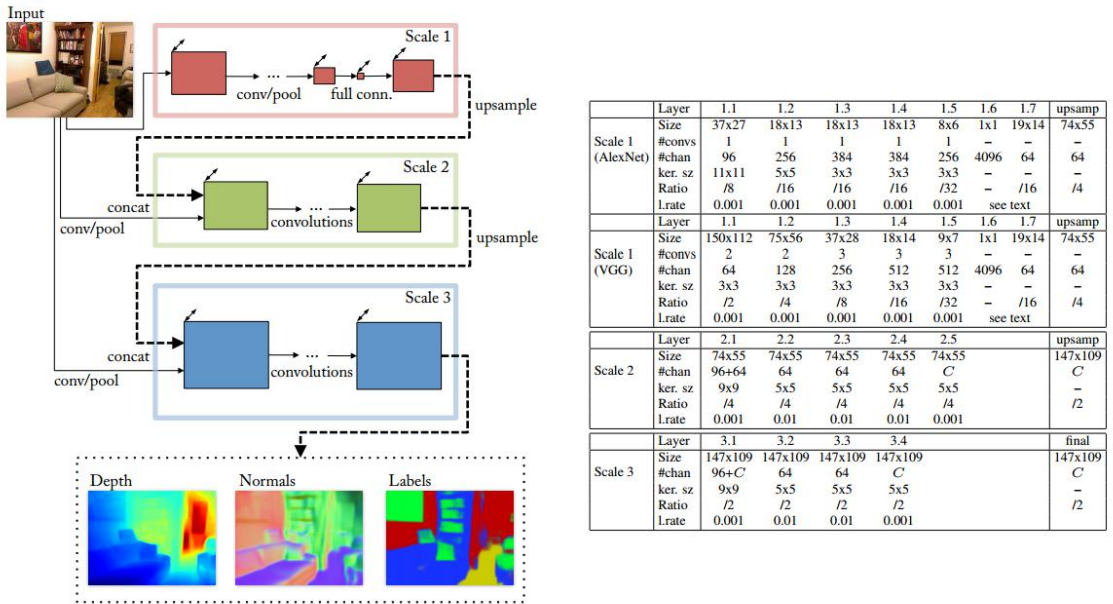 Input
Scale 1
...
conv/pool
full conn.
upsample
Scale 2
concat
...
convolutions
conv/pool
upsample
Scale 3
concat
...
convolutions
conv/pool
Depth
Normals
Labels
Layer 1.1 1.2 1.3 1.4 1.5 1.6 1.7 upsamp
Scale 1
(AlexNet)
Size 37x27 18x13 18x13 18x13 8x6 1x1 19x14 74x55
#convs 1 1 1 1 1 – – –
#chan 96 256 384 384 256 4096 64 64
ker. sz 11x11 5x5 3x3 3x3 3x3 – – –
Ratio /8 /16 /16 /16 /32 – /16 /4
l.rate 0.001 0.001 0.001 0.001 0.001 see text
Layer 1.1 1.2 1.3 1.4 1.5 1.6 1.7 upsamp
Scale 1
(VGG)
Size 150x112 75x56 37x28 18x14 9x7 1x1 19x14 74x55
#convs 2 2 3 3 3 – – –
#chan 64 128 256 512 512 4096 64 64
ker. sz 3x3 3x3 3x3 3x3 3x3 – – –
Ratio /2 /4 /8 /16 /32 – /16 /4
l.rate 0.001 0.001 0.001 0.001 0.001 see text
Layer 2.1 2.2 2.3 2.4 2.5 upsamp
Scale 2
Size 74x55 74x55 74x55 74x55 74x55 147x109
#chan 96+64 64 64 64 C C
ker. sz 9x9 5x5 5x5 5x5 5x5 –
Ratio /4 /4 /4 /4 /4 /2
l.rate 0.001 0.01 0.01 0.01 0.001
Layer 3.1 3.2 3.3 3.4 final
Scale 3
Size 147x109 147x109 147x109 147x109 147x109
#chan 96+C 64 64 C C
ker. sz 9x9 5x5 5x5 5x5 –
Ratio /2 /2 /2 /2 /2
l.rate 0.001 0.01 0.01 0.001